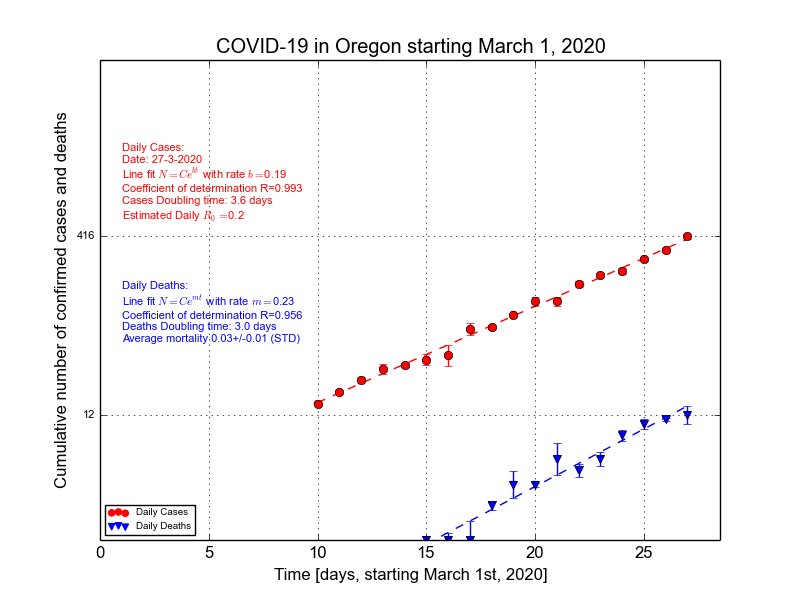 COVID-19 in Oregon starting March 1, 2020
Cumulative number of confirmed cases and deaths
Daily Cases:
Date: 27-3-2020
Line fit N=Ce^{bt} with rate b=0.19
Coefficient of determination R=0.993
Cases Doubling time: 3.6 days
Estimated Daily R_0=0.2
416
Daily Deaths:
Line fit N=Ce^{mt} with rate m=0.23
Coefficient of determination R=0.956
Deaths Doubling time: 3.0 days
Average mortality 0.03+/-0.01 (STD)
12
Daily Cases
Daily Deaths
0 5 10 15 20 25
Time [days, starting March 1st, 2020]